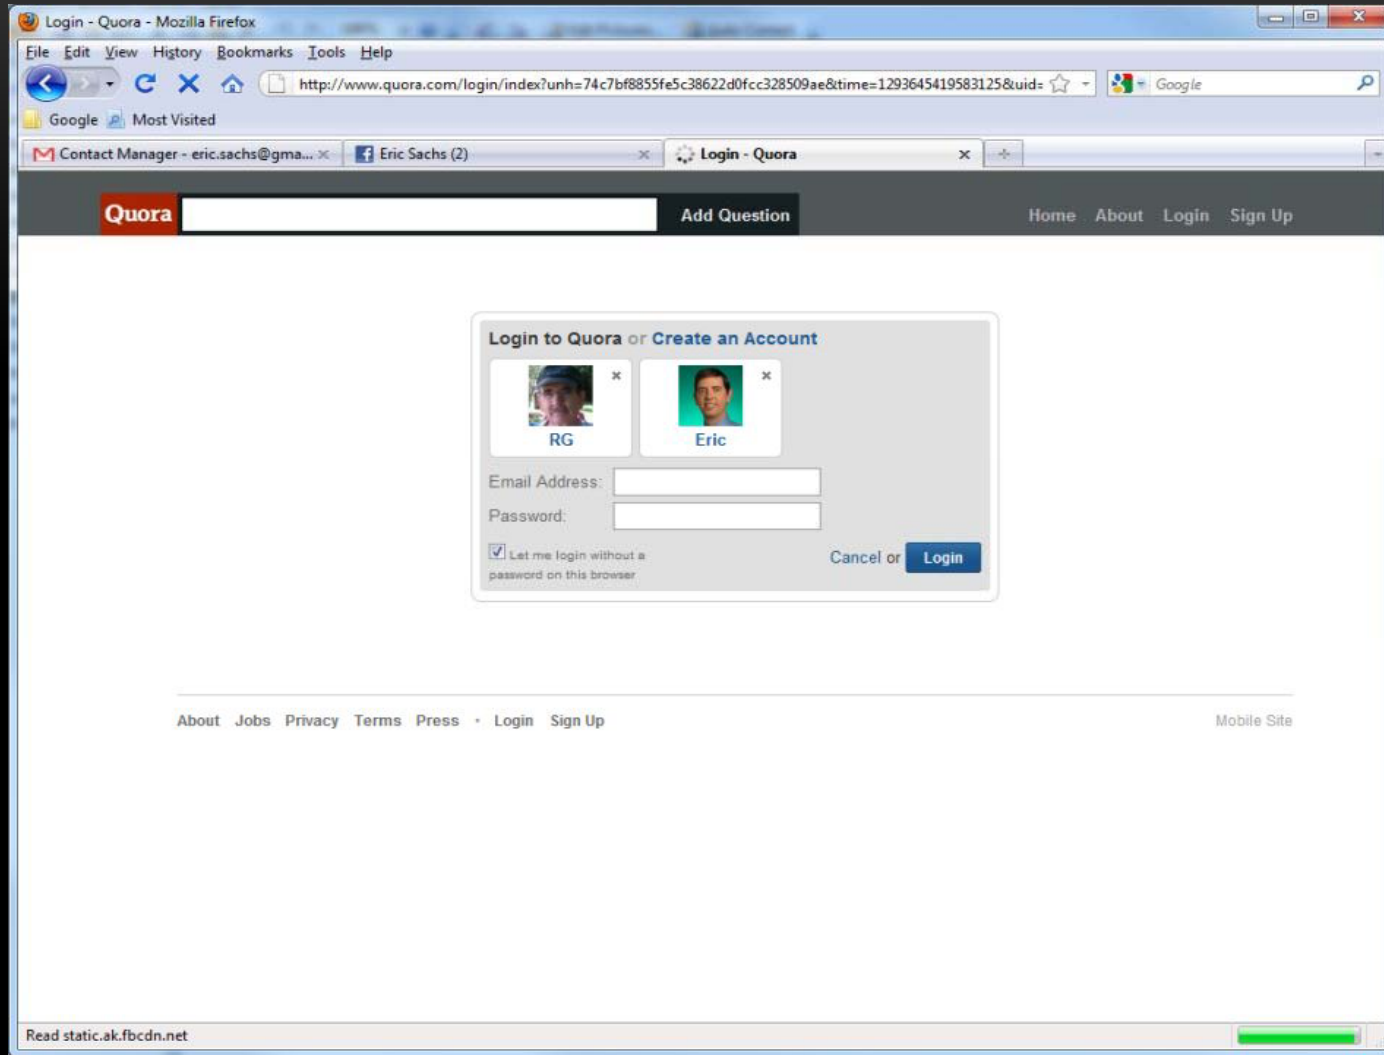 Login - Quora - Mozilla Firefox
File Edit View History Bookmarks Tools Help
http://www.quora.com/login/index?unh=74c7bf8855fe5c38622d0fcc328509ae&time=1293645419583125&uid= Google
Google Most Visited
Contact Manager - eric.sachs@gma... Eric Sachs (2) Login - Quora
Quora Add Question Home About Login Sign Up
Login to Quora or Create an Account
RG Eric
Email Address:
Password:
Let me login without a
password on this browser
Cancel or Login
About Jobs Privacy Terms Press · Login Sign Up Mobile Site
Read static.ak.fbcdn.net